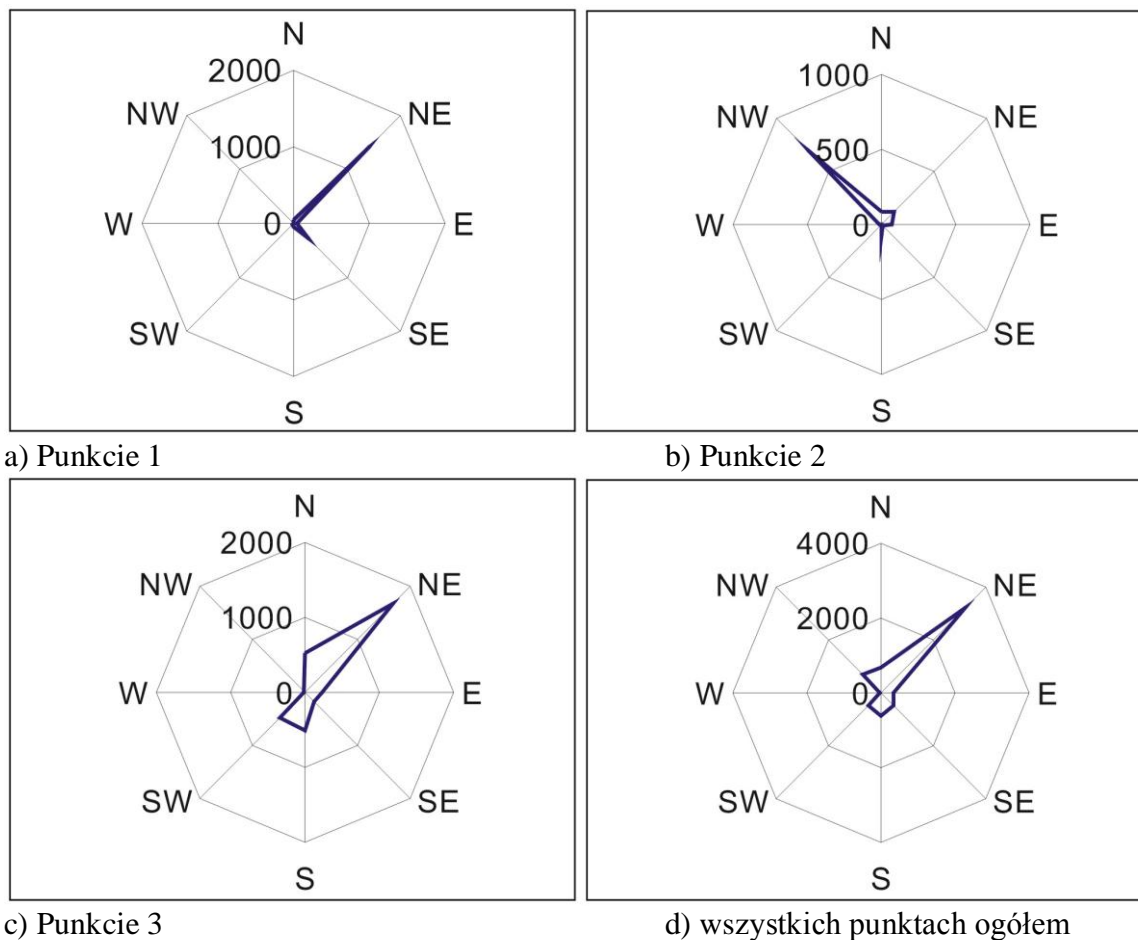 N
2000
NW
NE
1000
W
0
E
SW
SE
S
a) Punkcie 1
N
1000
NW
NE
500
W
0
E
SW
SE
S
b) Punkcie 2
N
2000
NW
NE
1000
W
0
E
SW
SE
S
c) Punkcie 3
N
4000
NW
NE
2000
W
0
E
SW
SE
S
d) wszystkich punktach ogółem